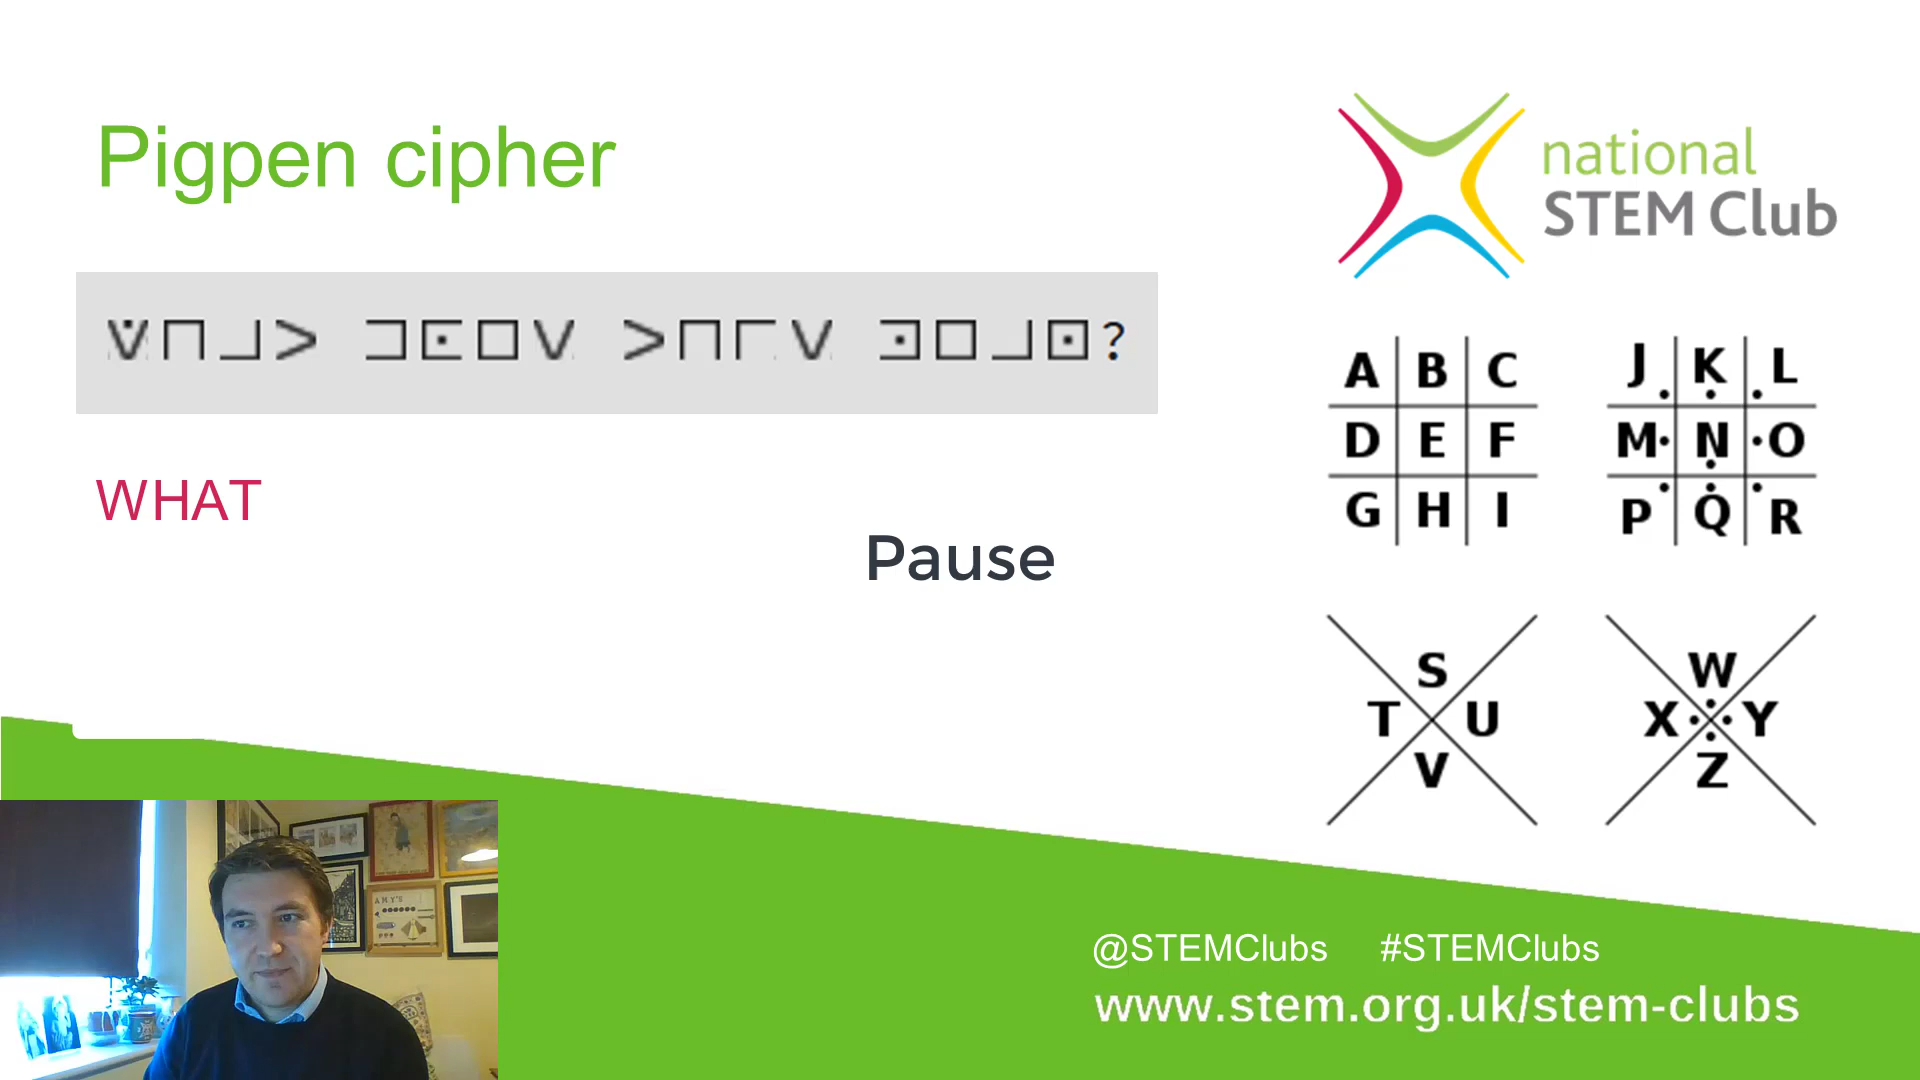 Pigpen cipher
national
STEM Club
?
WHAT
Pause
A B C
D E F
G H I
J K L
M N O
P Q R
S
T U
V
W
X Y
Z
@STEMClubs #STEMClubs
www.stem.org.uk/stem-clubs